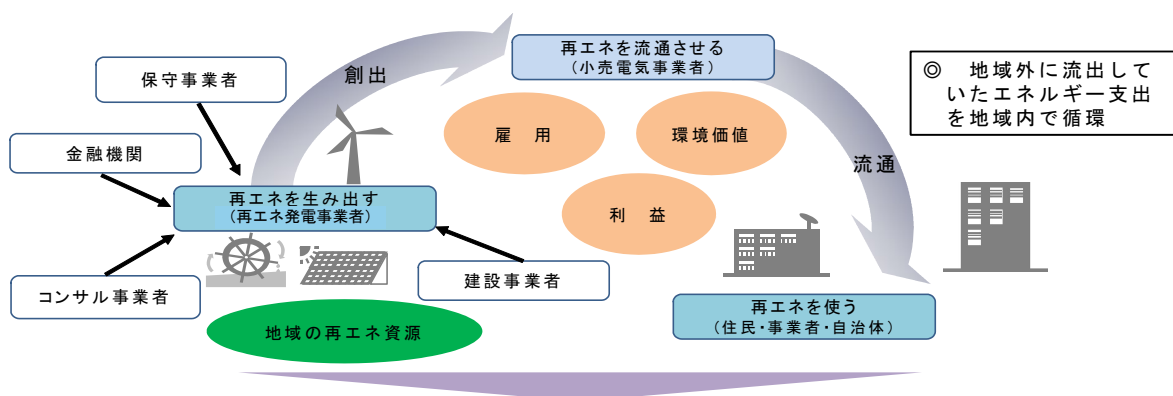 再エネを流通させる
(小売電気事業者)
創出
保守事業者
◎ 地域外に流出して
いたエネルギー支出
を地域内で循環
雇 用
環境価値
金融機関
流通
再エネを生み出す
(再エネ発電事業者)
利 益
コンサル事業者
建設事業者
再エネを使う
(住民・事業者・自治体)
地域の再エネ資源